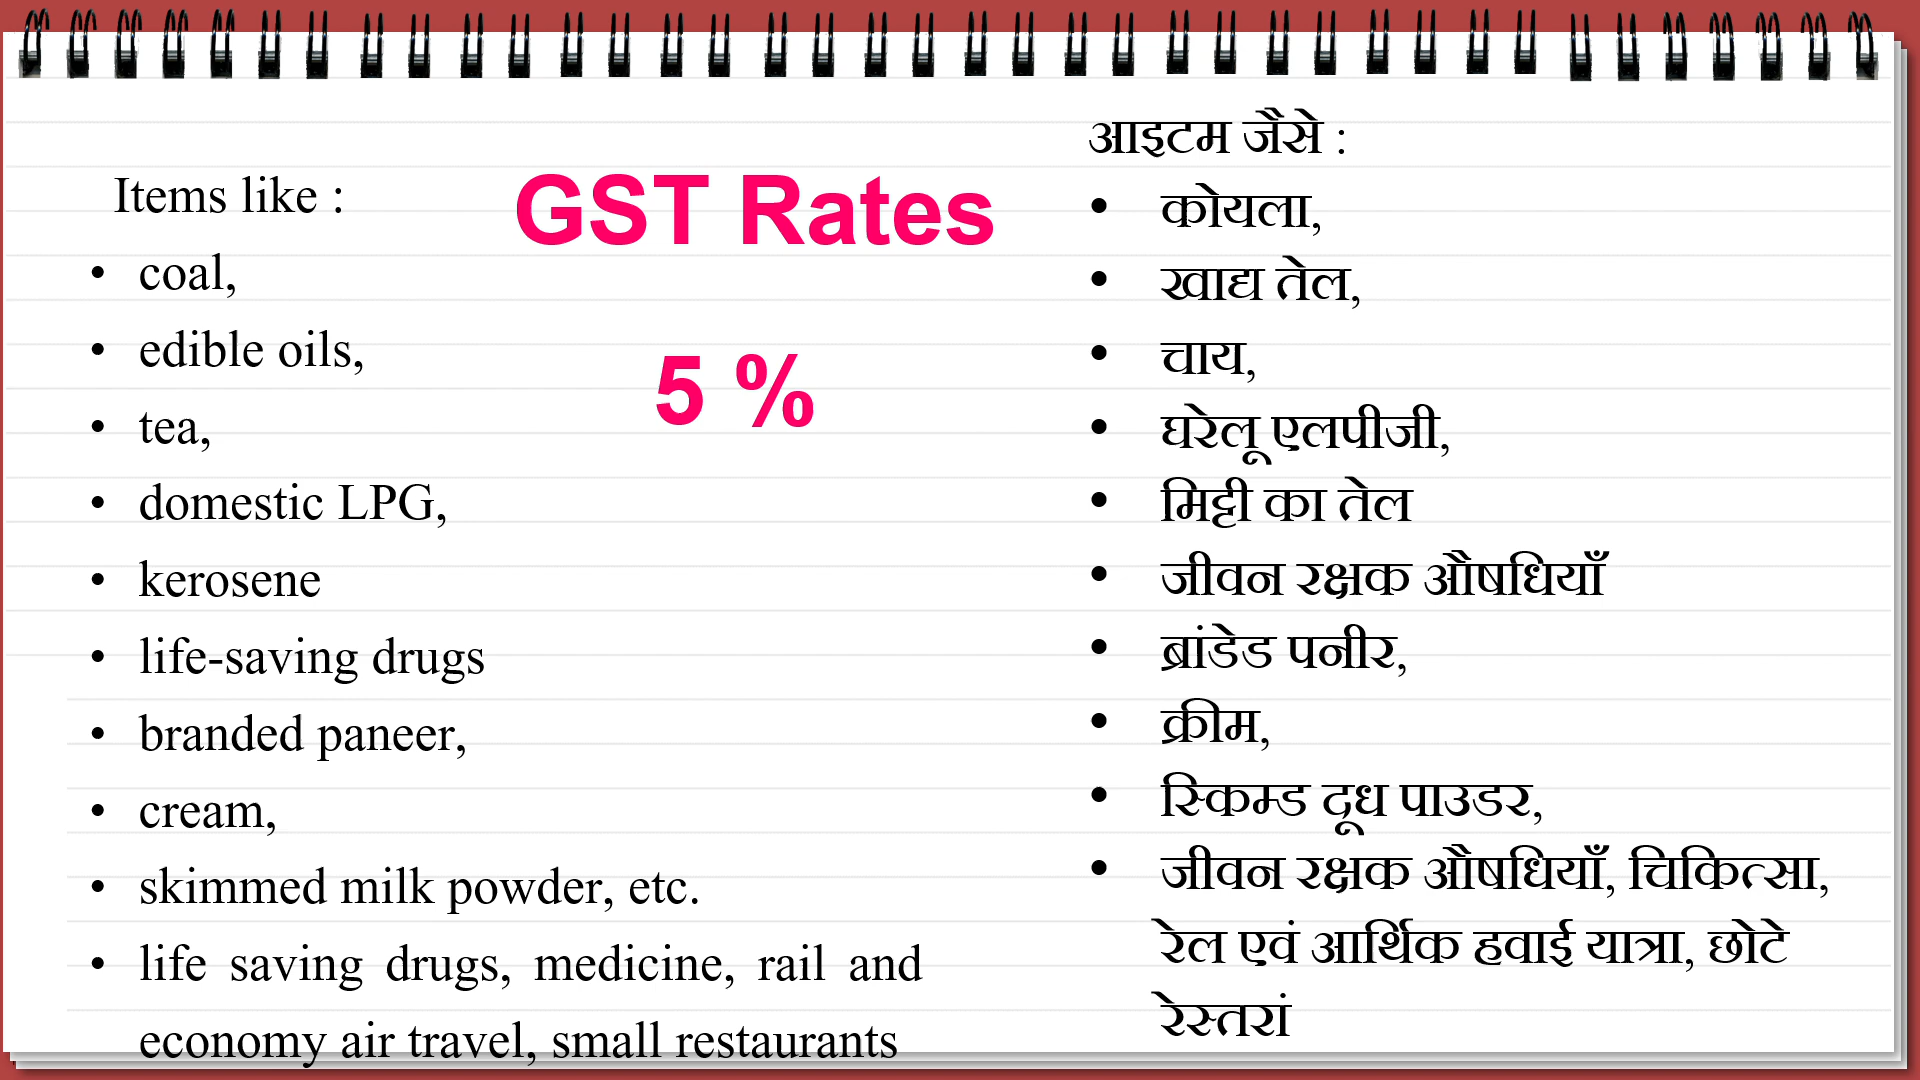 GST Rates
5 %
Items like :
• coal,
• edible oils,
• tea,
• domestic LPG,
• kerosene
• life-saving drugs
• branded paneer,
• cream,
• skimmed milk powder, etc.
• life saving drugs, medicine, rail and
economy air travel, small restaurants
आइटम जैसे :
• कोयला,
• खाद्य तेल,
• चाय,
• घरेलू एलपीजी,
• मिट्टी का तेल
• जीवन रक्षक औषधियाँ
• ब्रांडेड पनीर,
• क्रीम,
• स्किम्ड दूध पाउडर,
• जीवन रक्षक औषधियाँ, चिकित्सा,
रेल एवं आर्थिक हवाई यात्रा, छोटे
रेस्तरां